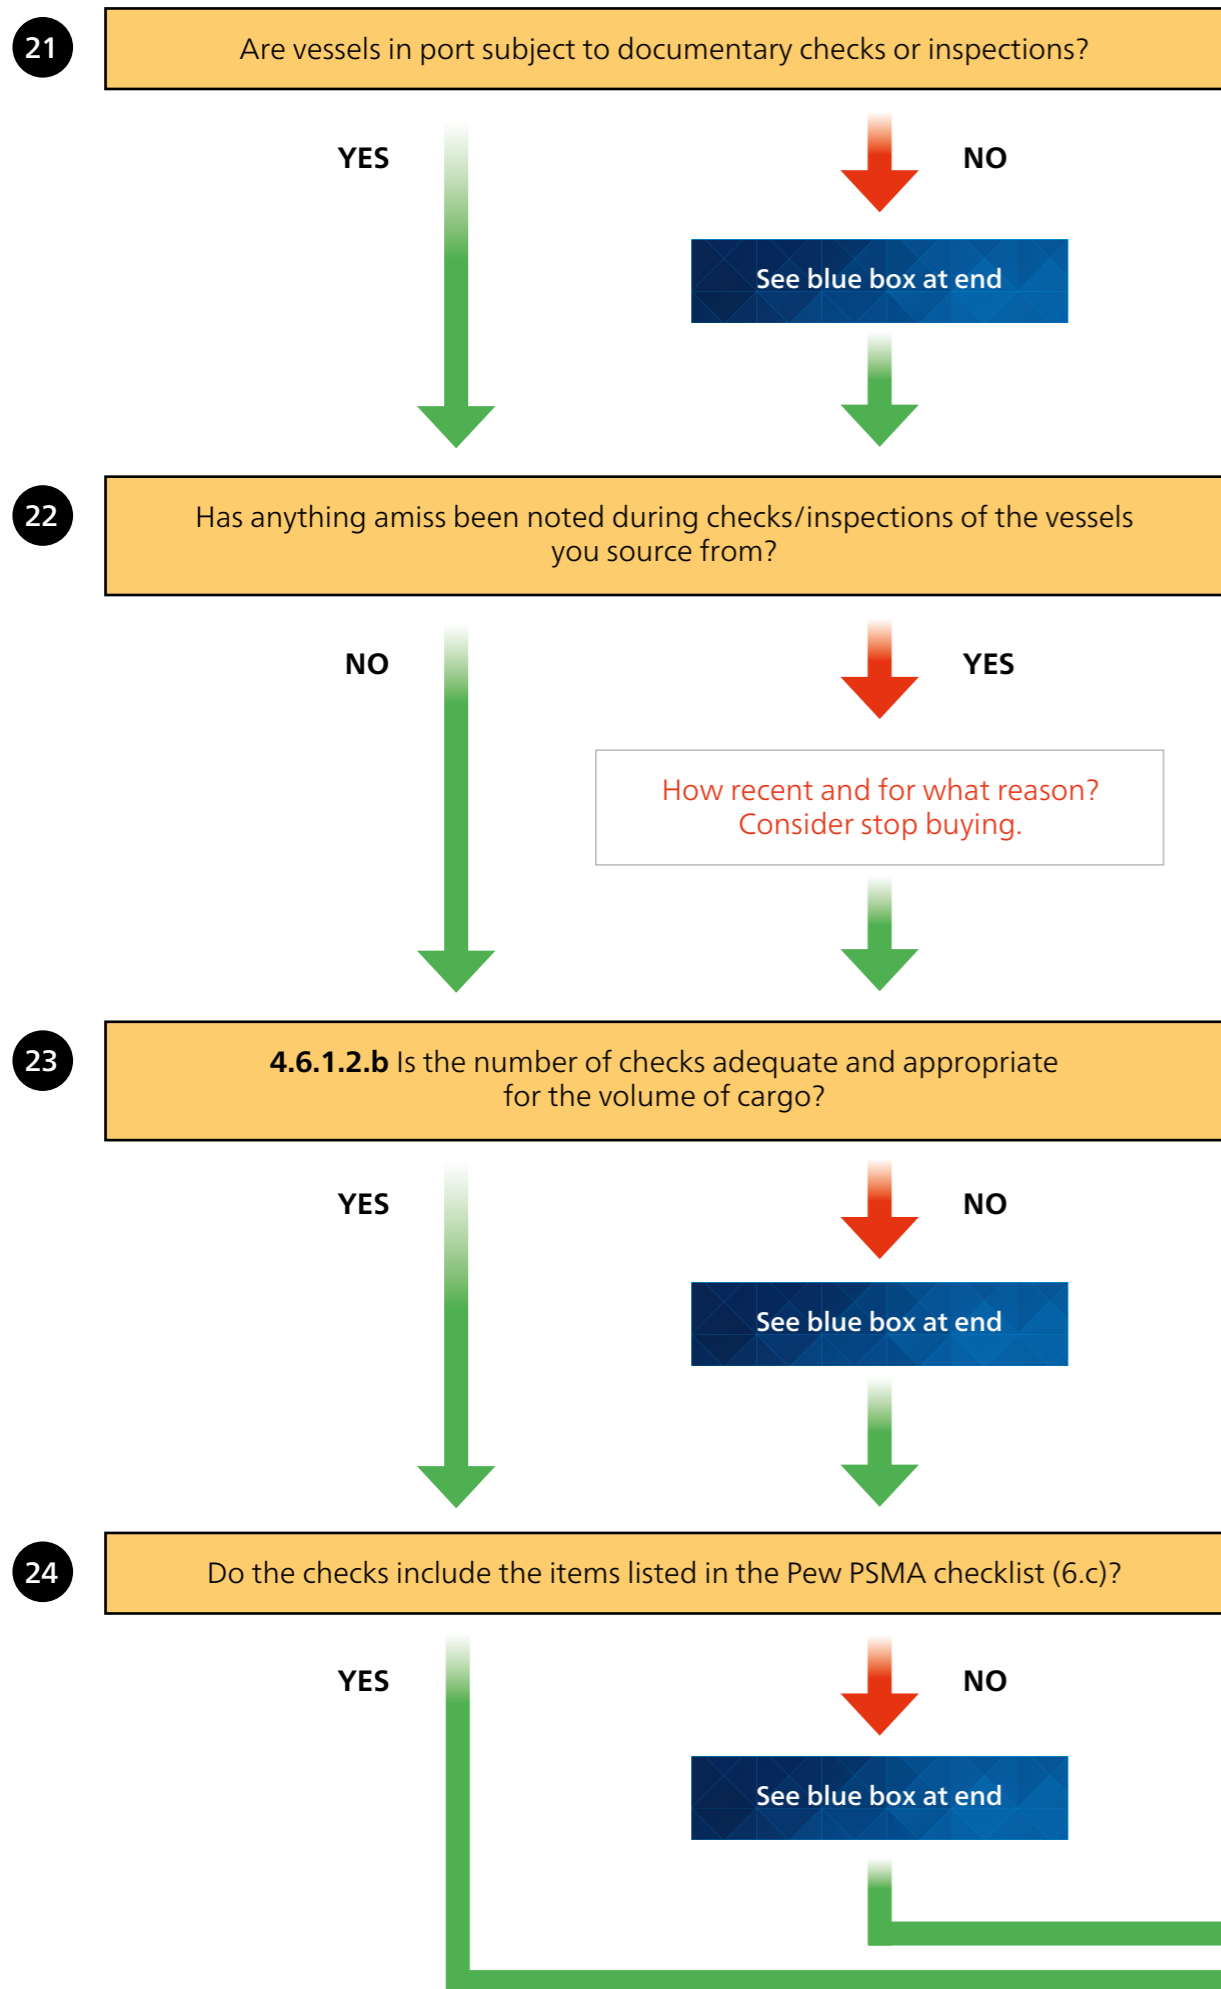 21
Are vessels in port subject to documentary checks or inspections?
YES
NO
See blue box at end
22
Has anything amiss been noted during checks/inspections of the vessels
you source from?
NO
YES
How recent and for what reason?
Consider stop buying.
23
4.6.1.2.b Is the number of checks adequate and appropriate
for the volume of cargo?
YES
NO
See blue box at end
24
Do the checks include the items listed in the Pew PSMA checklist (6.c)?
YES
NO
See blue box at end